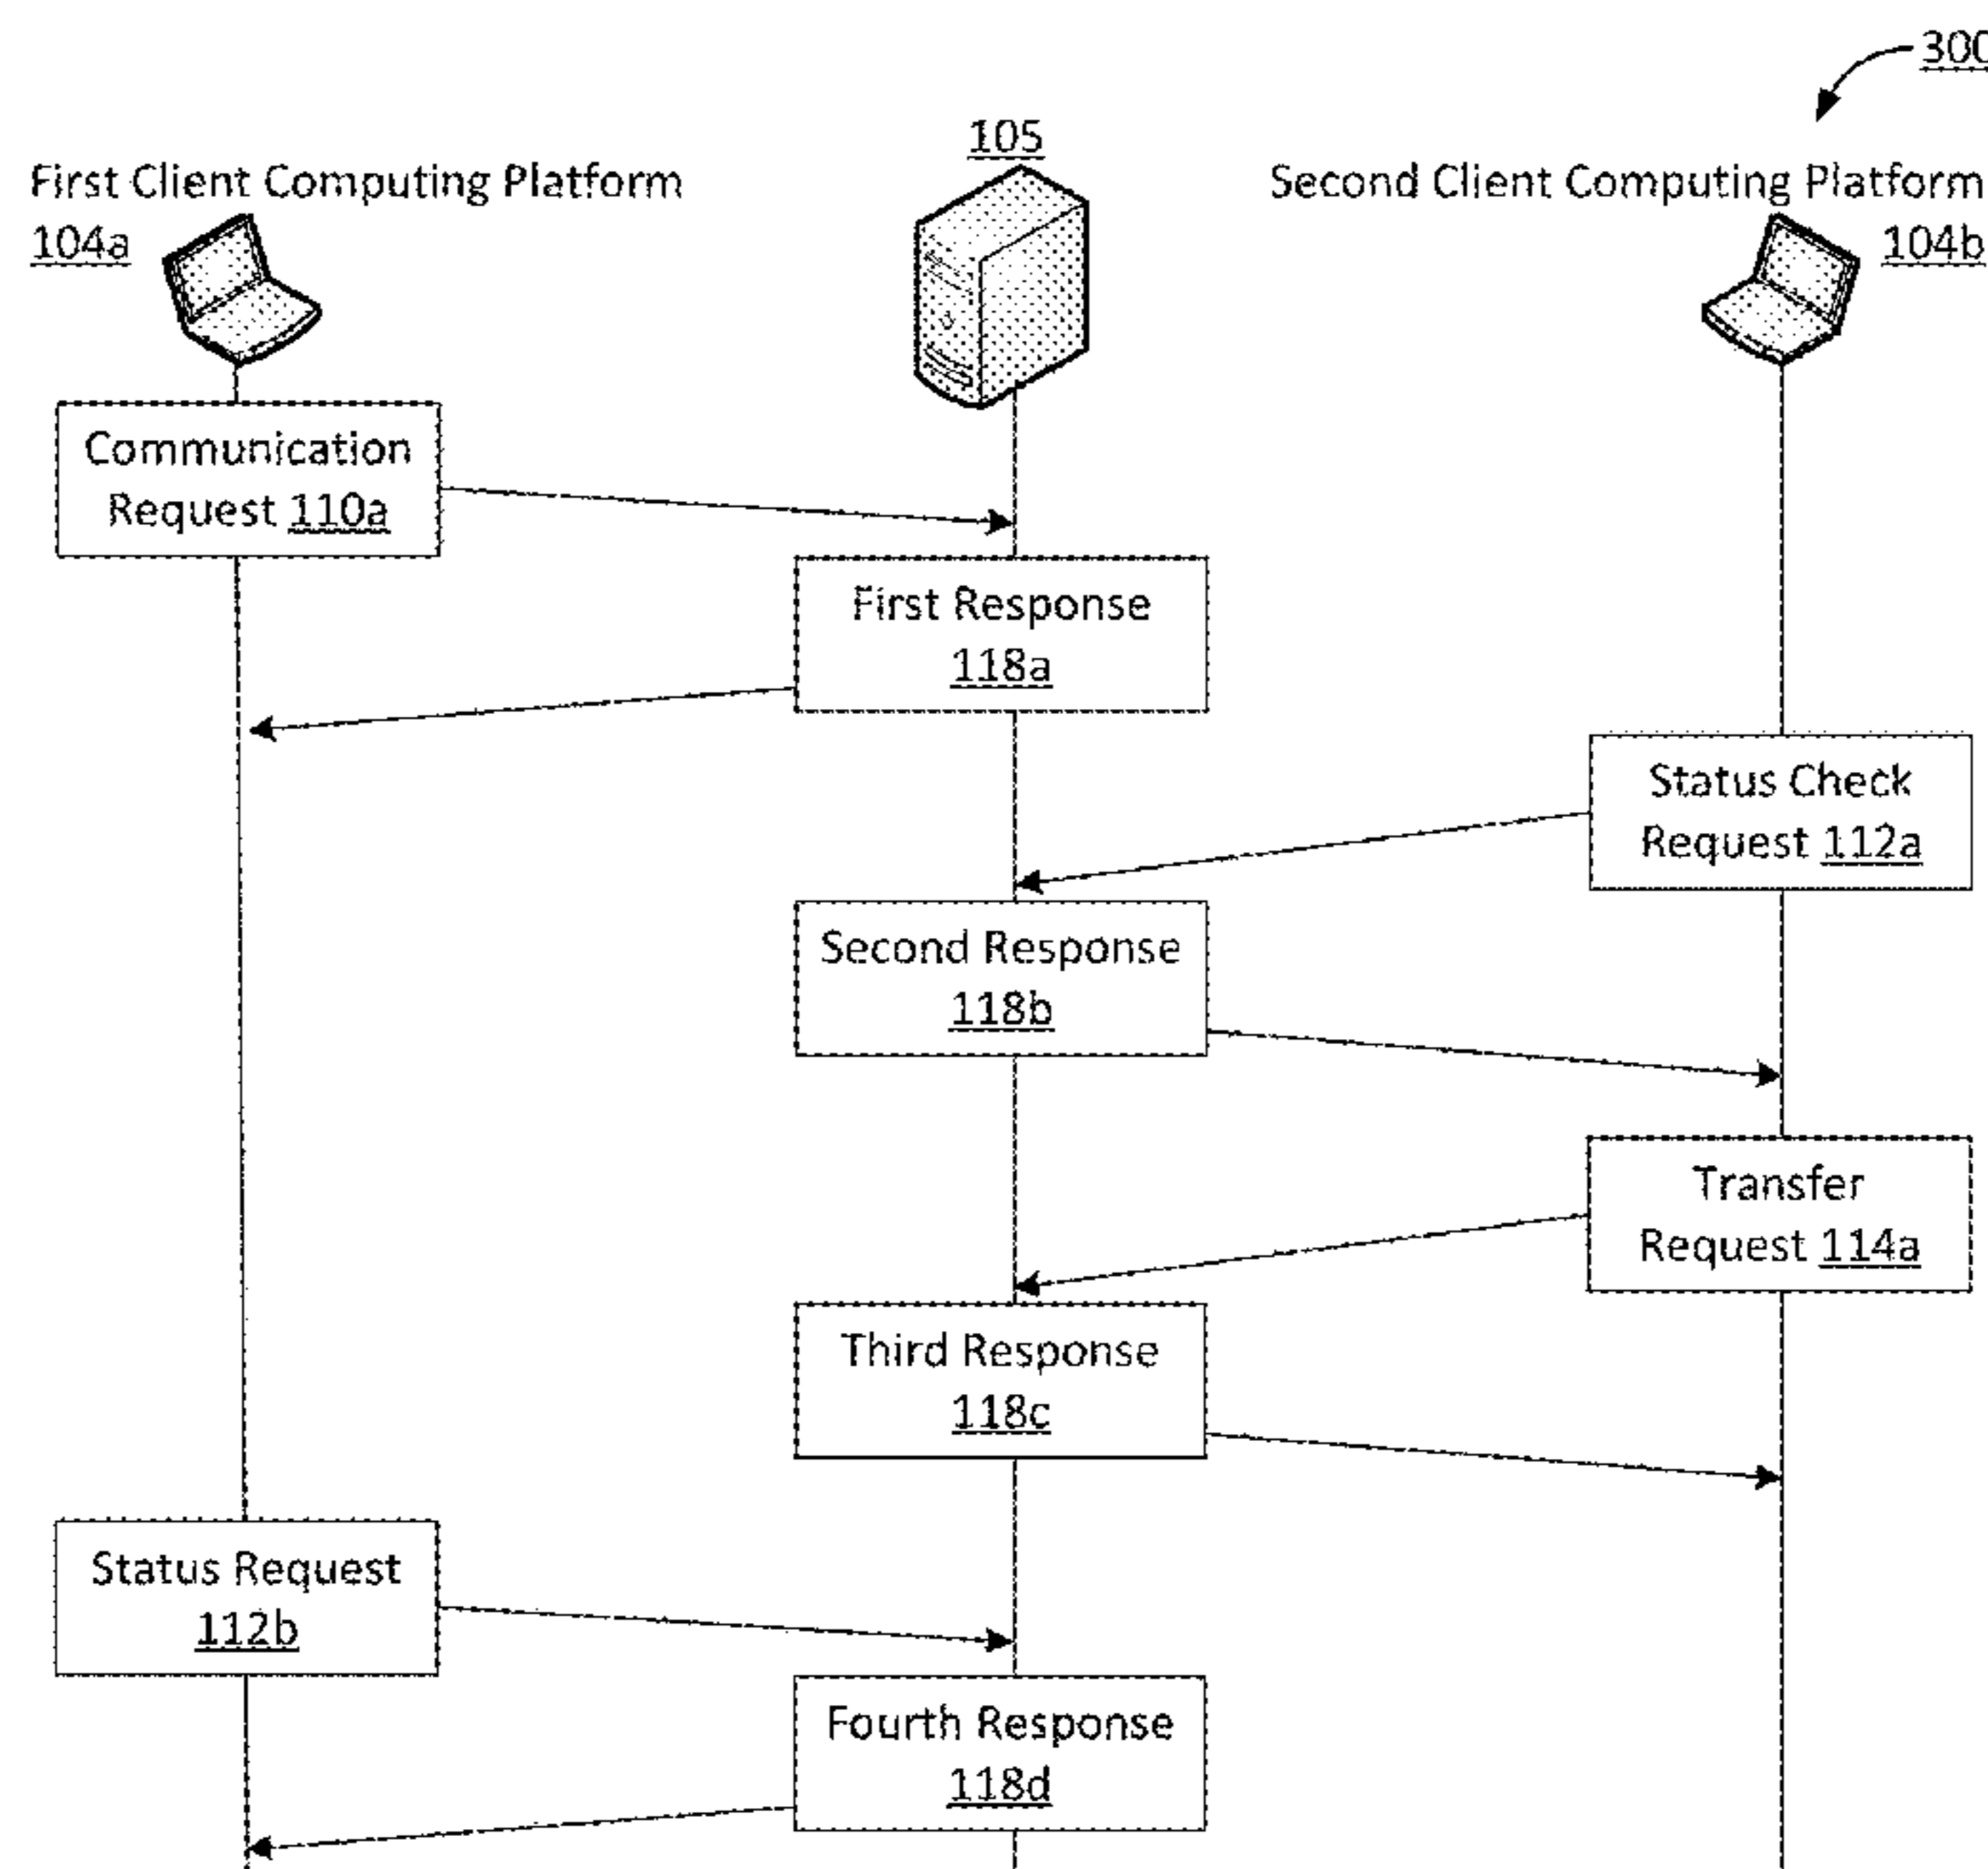 300
105
First Client Computing Platform
104a
Second Client Computing Platform
104b
Communication
Request 110a
First Response
118a
Status Check
Request 112a
Second Response
118b
Transfer
Request 114a
Third Response
118c
Status Request
112b
Fourth Response
118d